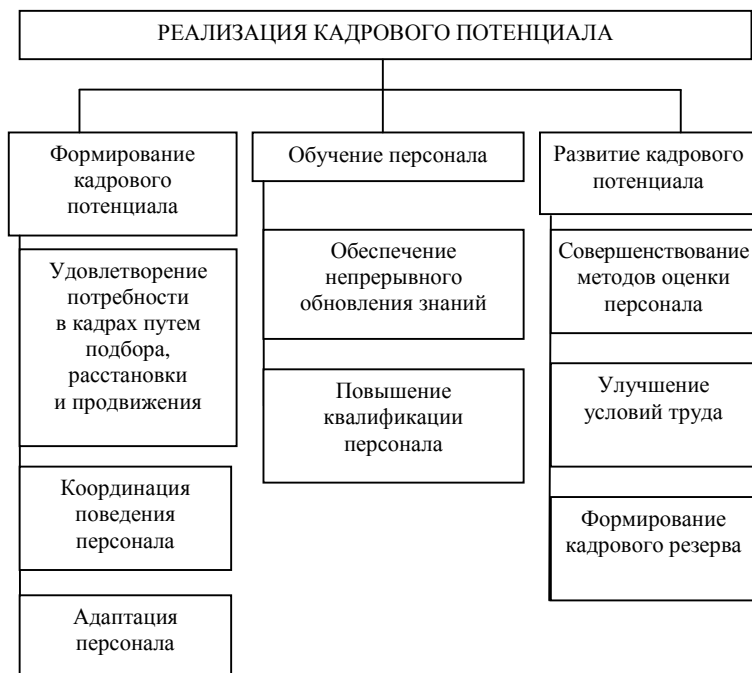 РЕАЛИЗАЦИЯ КАДРОВОГО ПОТЕНЦИАЛА
Формирование
кадрового
потенциала
Удовлетворение
потребности
в кадрах путем
подбора,
расстановки
и продвижения
Координация
поведения
персонала
Адаптация
персонала
Обучение персонала
Обеспечение
непрерывного
обновления знаний
Повышение
квалификации
персонала
Развитие кадрового
потенциала
Совершенствование
методов оценки
персонала
Улучшение
условий труда
Формирование
кадрового резерва